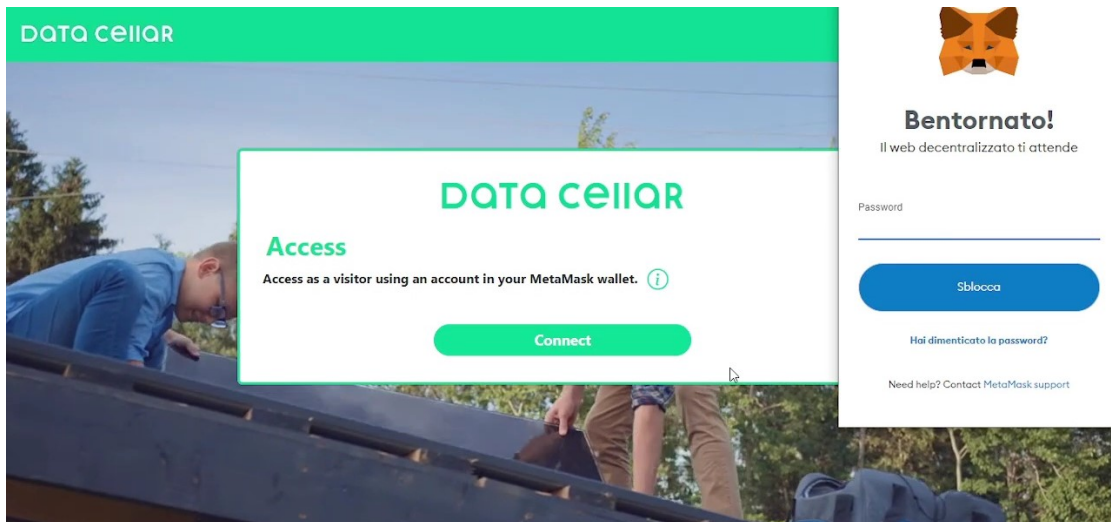 DATA CELLAR
DATA CELLAR
Access
Access as a visitor using an account in your MetaMask wallet. i
Connect
Bentornato!
Il web decentralizzato ti attende
Password
Sblocca
Hai dimenticato la password?
Need help? Contact MetaMask support